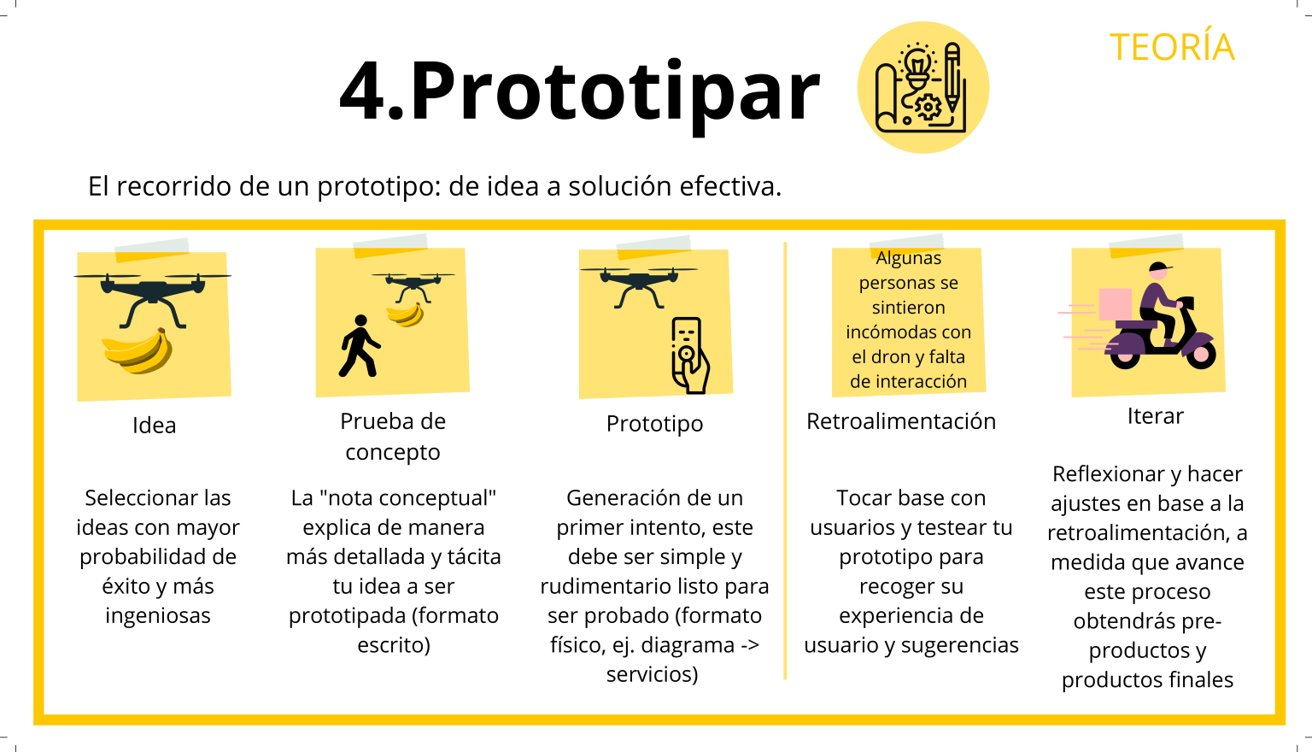 TEORÍA
4.Prototipar
El recorrido de un prototipo: de idea a solución efectiva.
Idea
Seleccionar las
ideas con mayor
probabilidad de
éxito y más
ingeniosas
Prueba de
concepto
La "nota conceptual"
explica de manera
más detallada y tácita
tu idea a ser
prototipada (formato
escrito)
Prototipo
Generación de un
primer intento, este
debe ser simple y
rudimentario listo para
ser probado (formato
físico, ej. diagrama ->
servicios)
Algunas
personas se
sintieron
incómodas con
el dron y falta
de interacción
Retroalimentación
Tocar base con
usuarios y testear tu
prototipo para
recoger su
experiencia de
usuario y sugerencias
Iterar
Reflexionar y hacer
ajustes en base a la
retroalimentación, a
medida que avance
este proceso
obtendrás pre-
productos y
productos finales